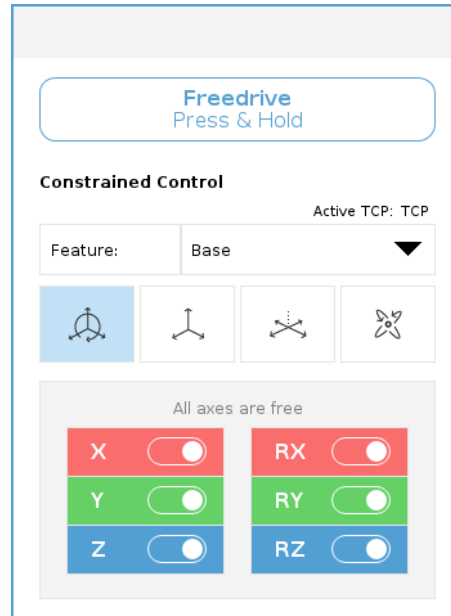 Freedrive
Press & Hold
Constrained Control
Active TCP: TCP
Feature: Base
All axes are free
X RX
Y RY
Z RZ